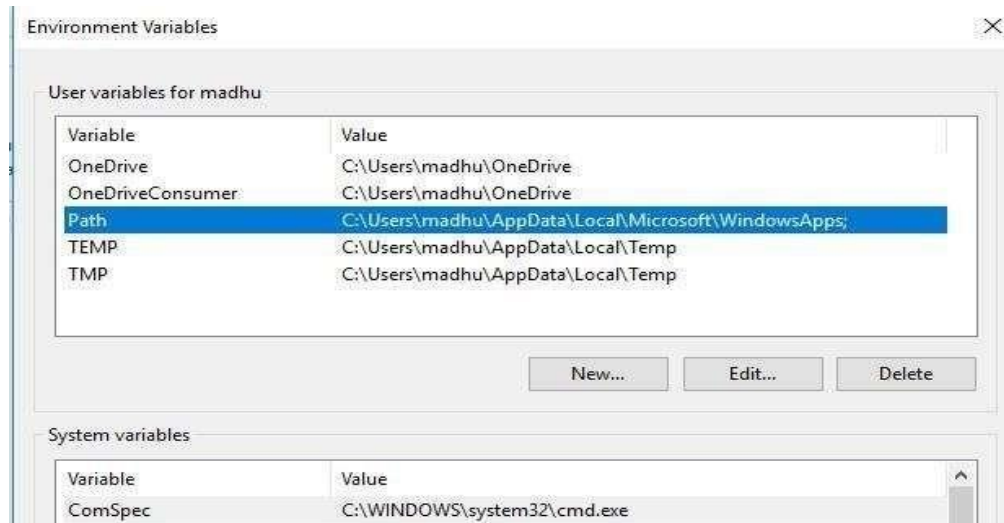 Environment Variables
User variables for madhu
Variable Value
OneDrive C:\Users\madhu\OneDrive
OneDriveConsumer C:\Users\madhu\OneDrive
Path C:\Users\madhu\AppData\Local\Microsoft\WindowsApps;
TEMP C:\Users\madhu\AppData\Local\Temp
TMP C:\Users\madhu\AppData\Local\Temp
New... Edit... Delete
System variables
Variable Value
ComSpec C:\WINDOWS\system32\cmd.exe